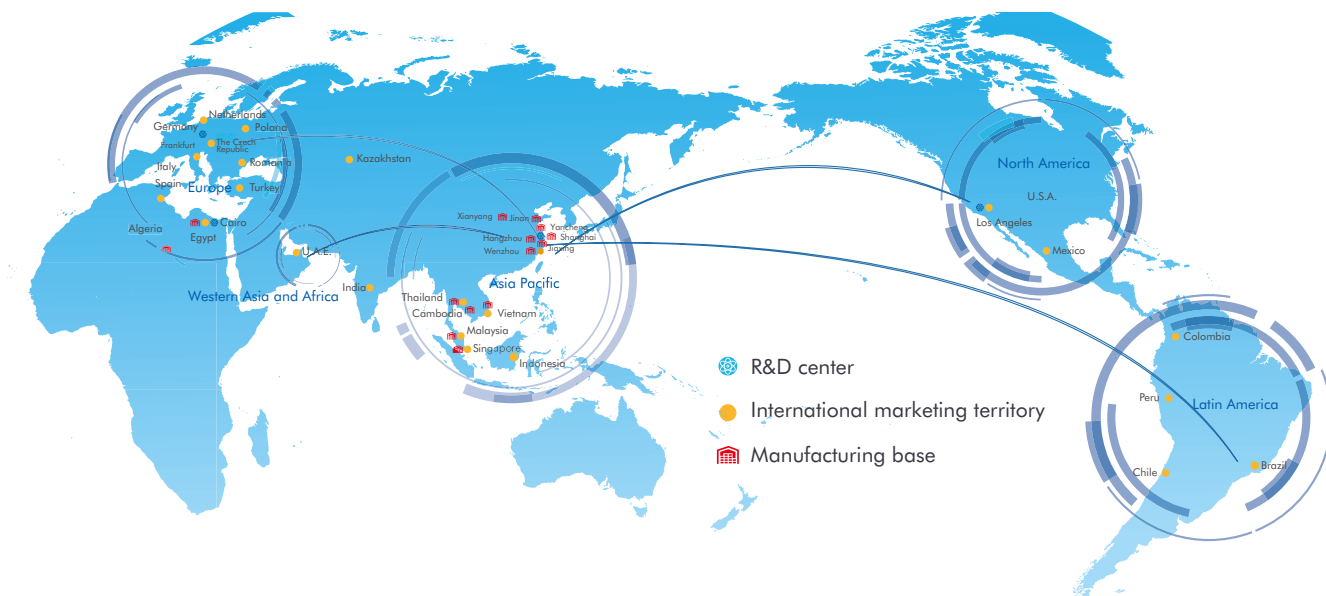 Netherlands
Germany
Poland
Frankfurt
The Czech
Republic
Italy
Romania
Spain
Europe
Turkey
Algeria
Cairo
Egypt
U.A.E.
Western Asia and Africa
Kazakhstan
India
Xianyang
Jinan
Yancheng
Hangzhou
Shanghai
Jiaxing
Wenzhou
Asia Pacific
Thailand
Cambodia
Vietnam
Malaysia
Singapore
Indonesia
North America
U.S.A.
Los Angeles
Mexico
Colombia
Peru
Latin America
Chile
Brazil
R&D center
International marketing territory
Manufacturing base